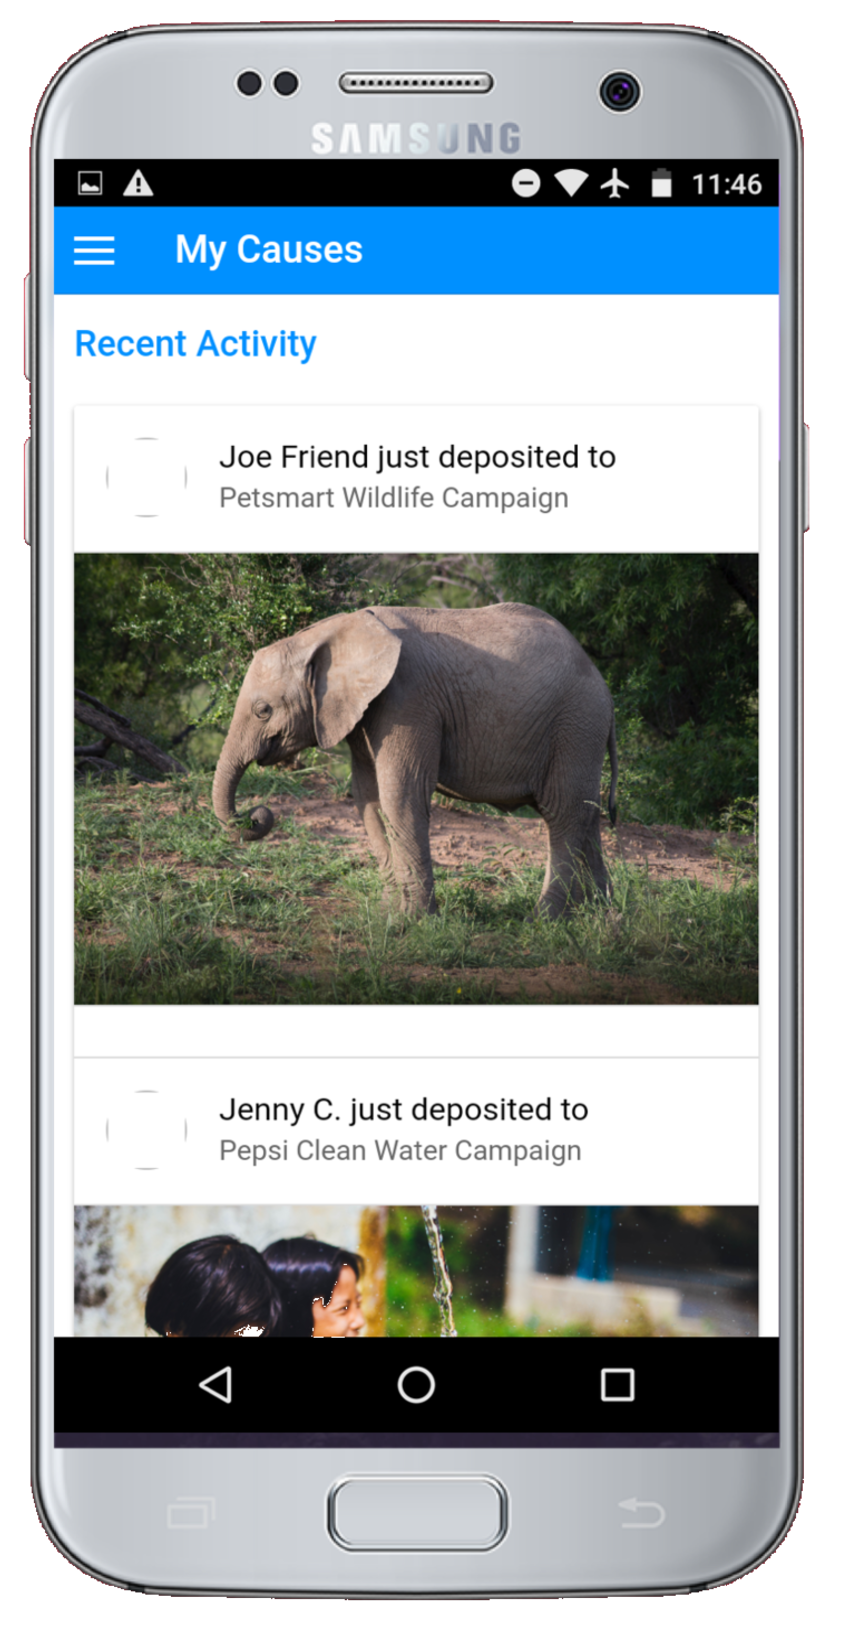 SAMSUNG
11:46
My Causes
Recent Activity
Joe Friend just deposited to
Petsmart Wildlife Campaign
Jenny C. just deposited to
Pepsi Clean Water Campaign